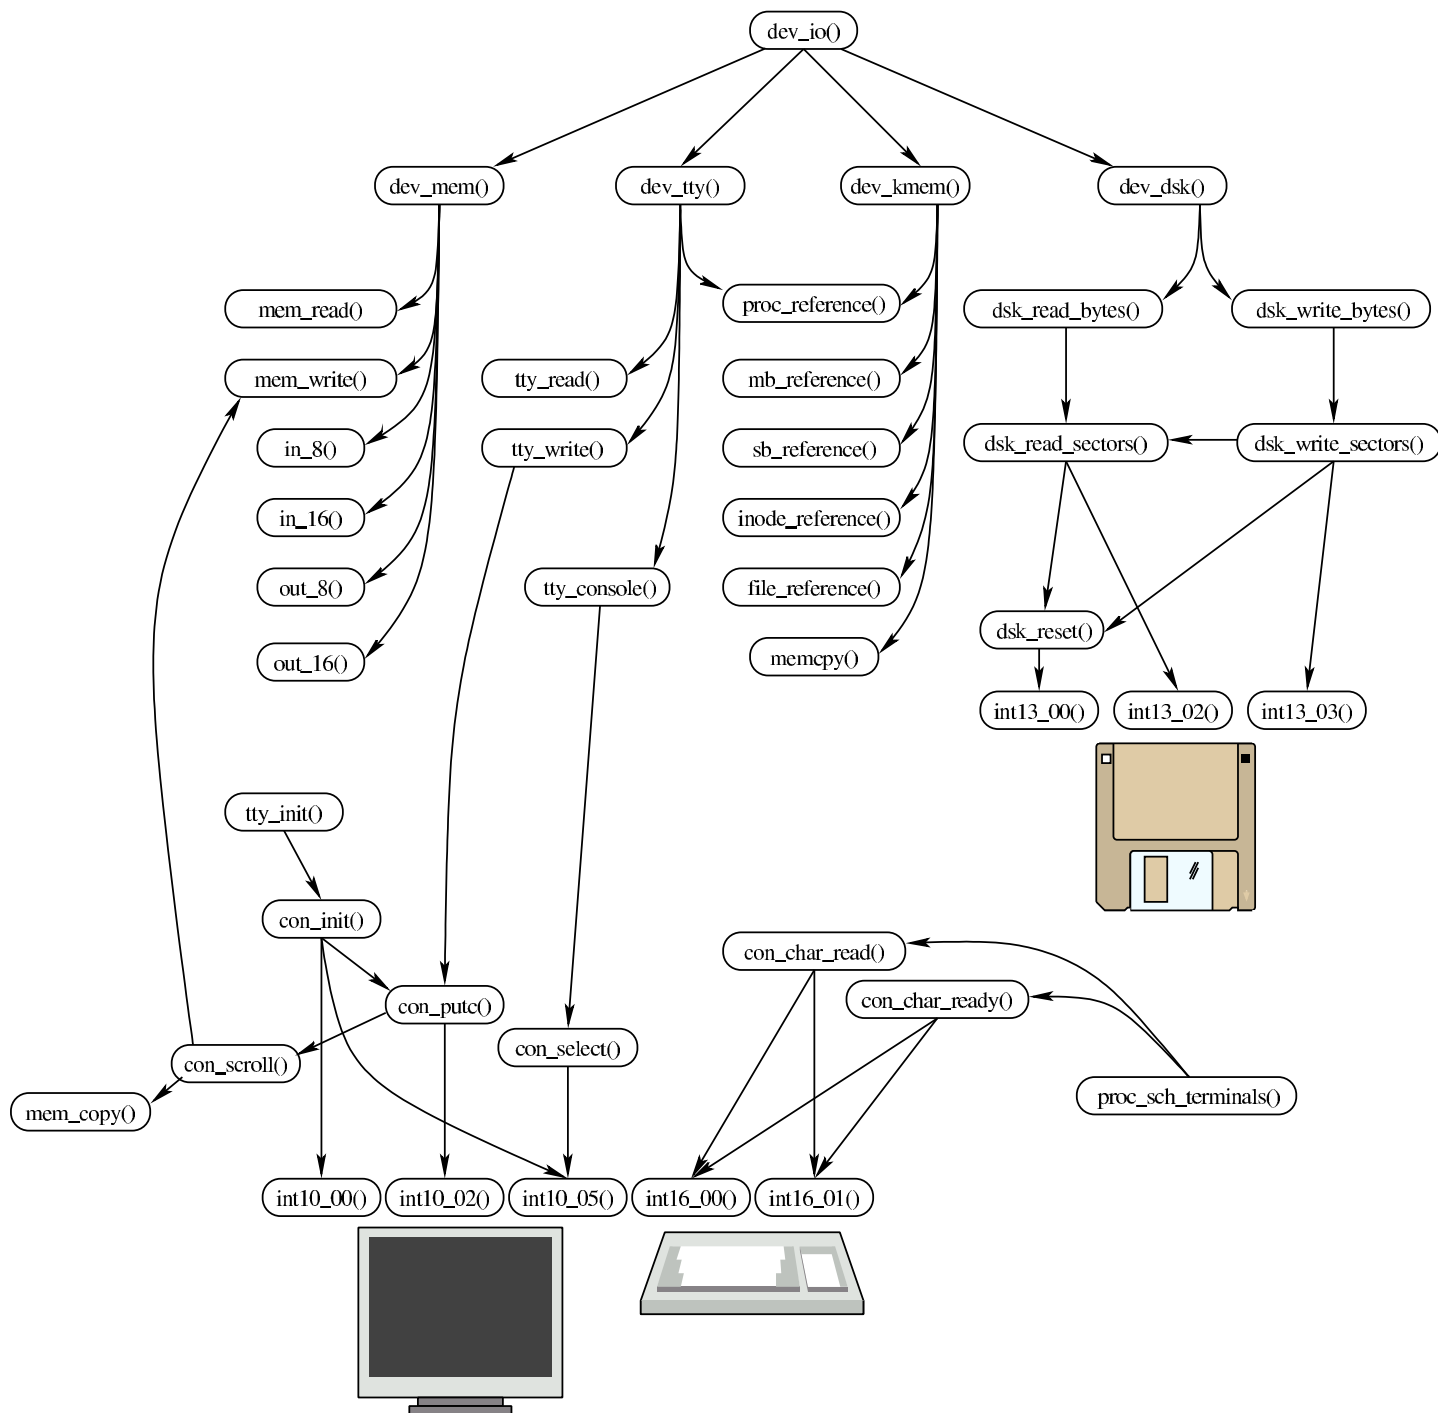 dev_io()
dev_mem()
dev_tty()
dev_kmem()
dev_dsk()
mem_read()
proc_reference()
dsk_read_bytes()
dsk_write_bytes()
mem_write()
tty_read()
mb_reference()
in_8()
tty_write()
sb_reference()
dsk_read_sectors()
dsk_write_sectors()
in_16()
inode_reference()
out_8()
tty_console()
file_reference()
dsk_reset()
out_16()
memcpy()
int13_00()
int13_02()
int13_03()
tty_init()
con_init()
con_char_read()
con_putc()
con_char_ready()
con_select()
con_scroll()
proc_sch_terminals()
mem_copy()
int10_00()
int10_02()
int10_05()
int16_00()
int16_01()